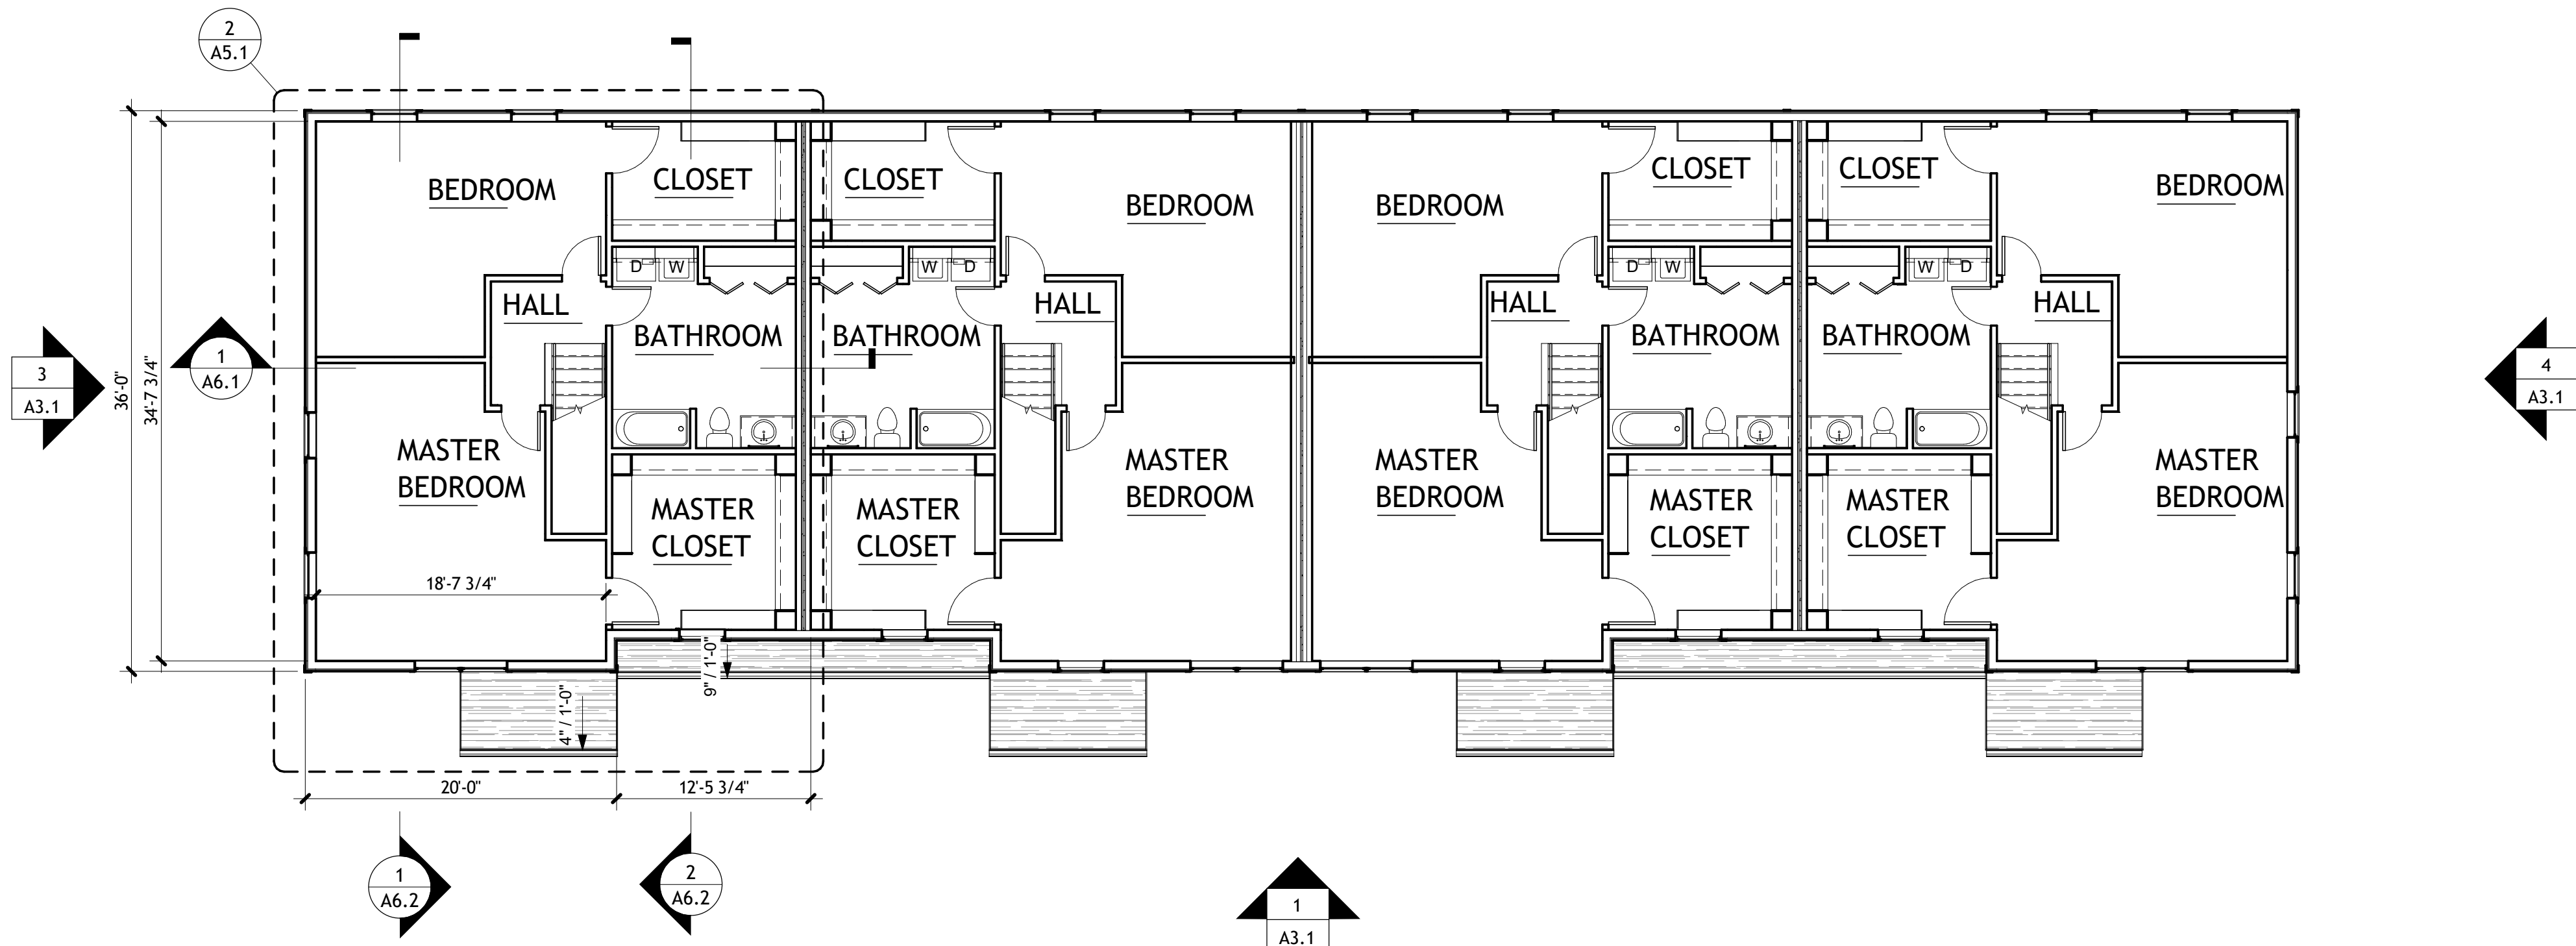 2
A5.1
BEDROOM
CLOSET
CLOSET
BEDROOM
BEDROOM
CLOSET
CLOSET
BEDROOM
D
W
W
D
D
W
W
D
HALL
BATHROOM
BATHROOM
HALL
HALL
BATHROOM
BATHROOM
HALL
3
A3.1
36'-0"
34'-7 3/4"
1
A6.1
4
A3.1
MASTER
BEDROOM
MASTER
CLOSET
MASTER
CLOSET
MASTER
BEDROOM
MASTER
BEDROOM
MASTER
CLOSET
MASTER
CLOSET
MASTER
BEDROOM
18'-7 3/4"
9" / 1'-0"
4" / 1'-0"
20'-0"
12'-5 3/4"
1
A6.2
2
A6.2
1
A3.1